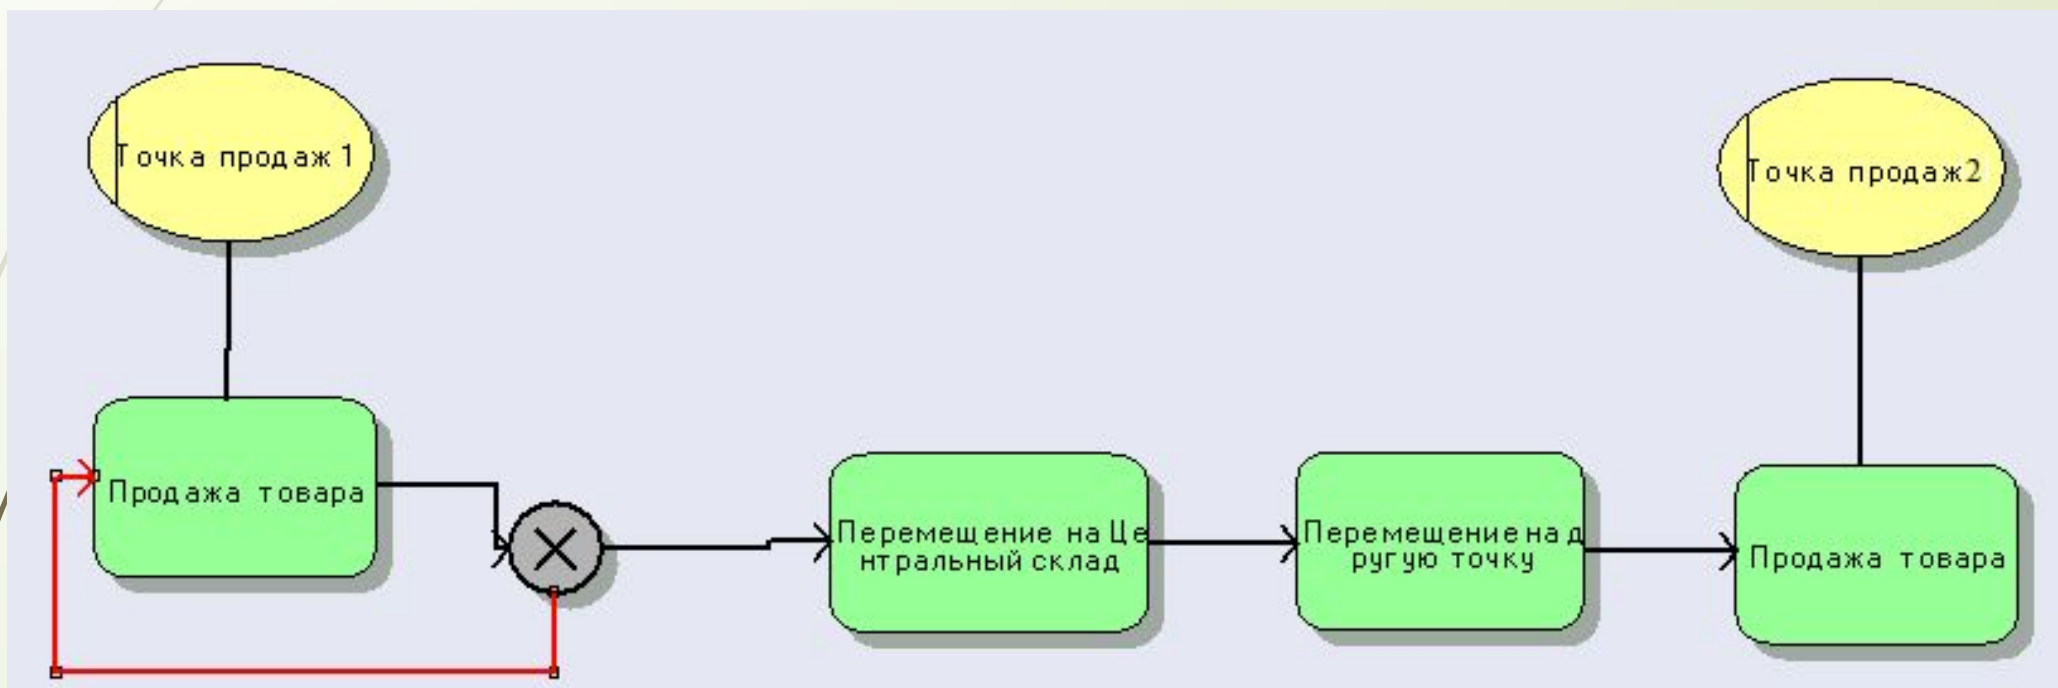 Точка продаж 1
Точка продаж2
Продажа товара
Перемещение на Це
нтральный склад
Перемещение на д
ругую точку
Продажа товара